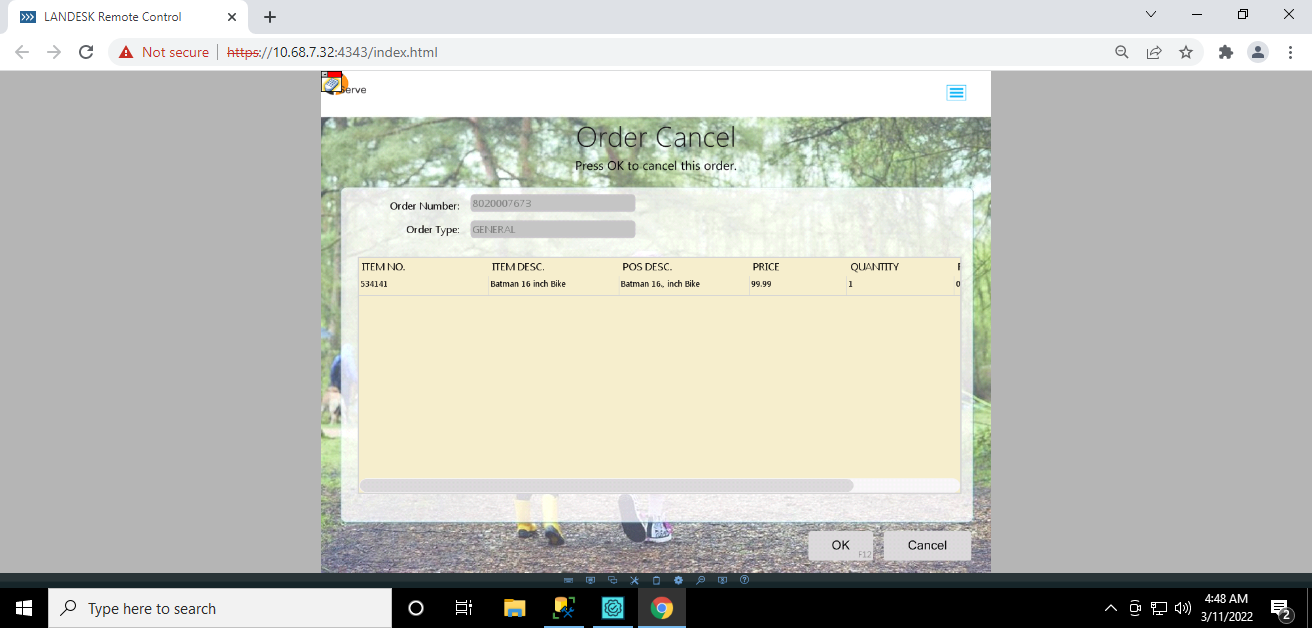 LANDESK Remote Control
Not secure https://10.68.7.32:4343/index.html
serve
Order Cancel
Press OK to cancel this order.
Order Number: 8020007673
Order Type: GENERAL
ITEM NO. ITEM DESC. POS DESC. PRICE QUANTITY
534141 Batman 16 inch Bike Batman 16., inch Bike 99.99 1 0
OK F12 Cancel
Type here to search
4:48 AM
3/11/2022
2